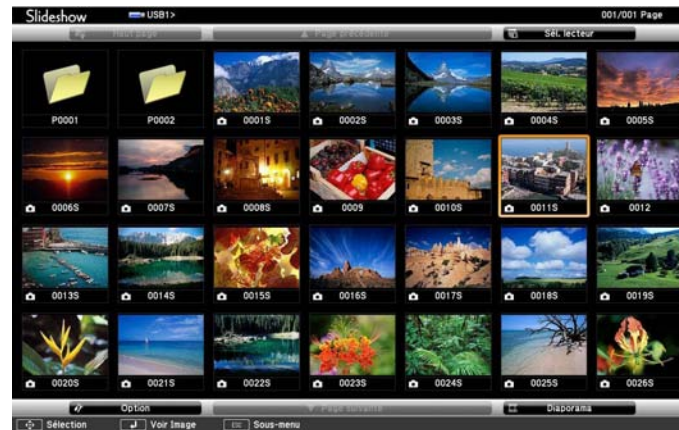 Slideshow USB1> 001/001 Page
Haut page ▲ Page précédente Sél. lecteur
P0001 P0002 0001S 0002S 0003S 0004S 0005S
0006S 0007S 0008S 0009 0010S 0011S 0012
0013S 0014S 0015S 0016S 0017S 0018S 0019S
0020S 0021S 0022S 0023S 0024S 0025S 0026S
Option ▼ Page suivante Diaporama
Sélection Voir Image Esc Sous-menu